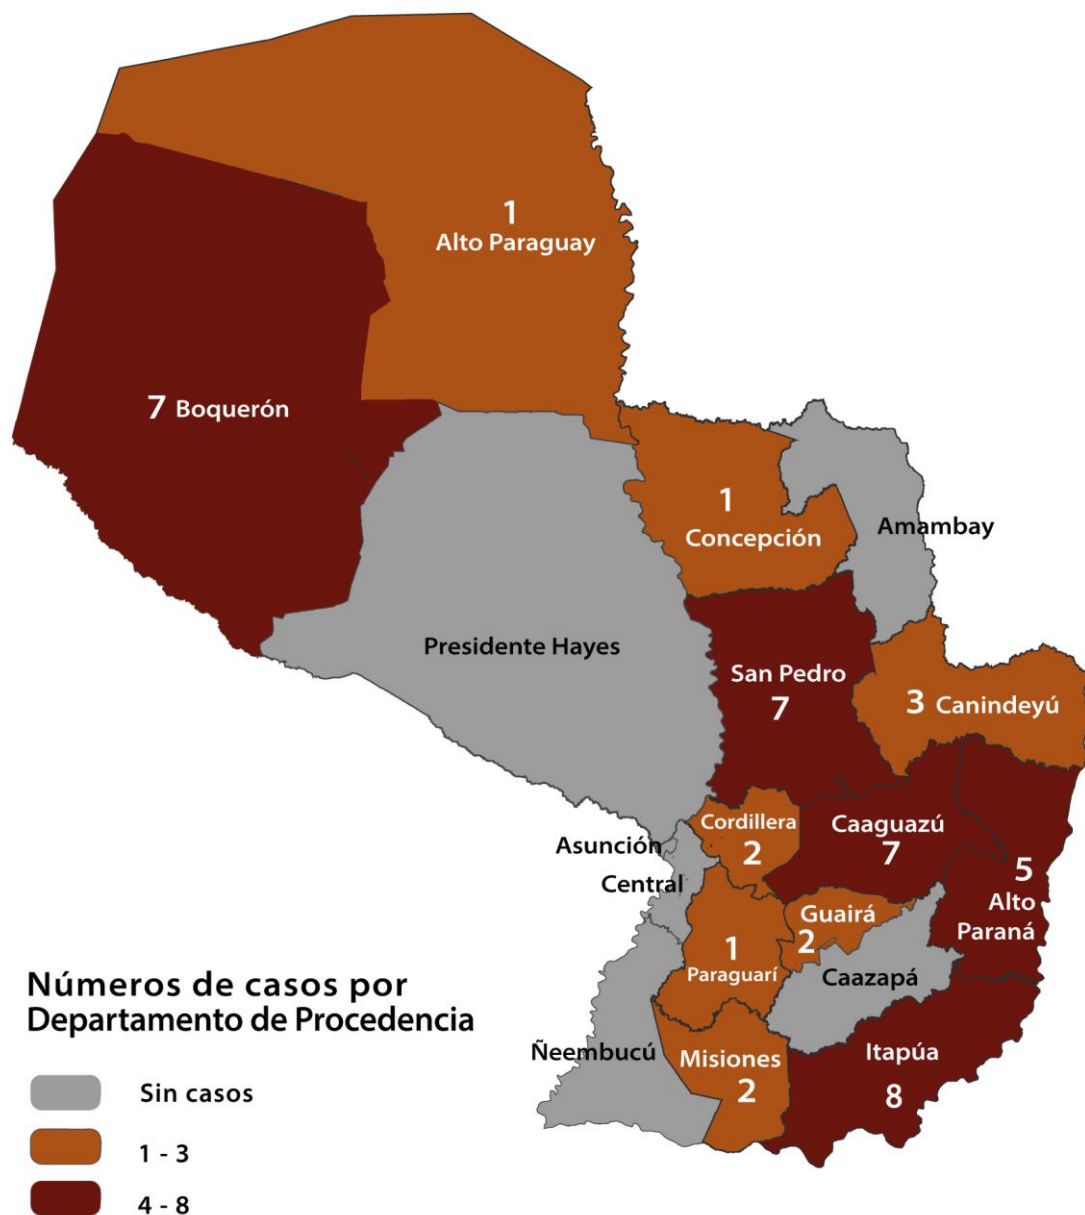 1
Alto Paraguay
7 Boquerón
1
Concepción
Amambay
Presidente Hayes
San Pedro
7
3 Canindeyú
Cordillera
2
Caaguazú
7
Asunción
Central
5
Alto
Paraná
Guairá
2
1
Paraguarí
Caazapá
Ñeembucú
Misiones
2
Itapúa
8
Números de casos por
Departamento de Procedencia
Sin casos
1 - 3
4 - 8